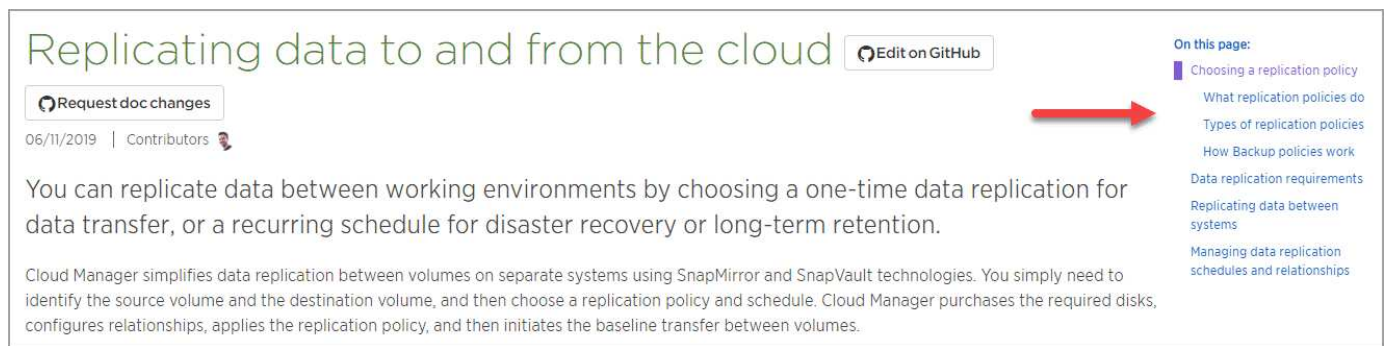 Replicating data to and from the cloud Edit on GitHub
Request doc changes
06/11/2019 | Contributors
You can replicate data between working environments by choosing a one-time data replication for
data transfer, or a recurring schedule for disaster recovery or long-term retention.
Cloud Manager simplifies data replication between volumes on separate systems using SnapMirror and SnapVault technologies. You simply need to
identify the source volume and the destination volume, and then choose a replication policy and schedule. Cloud Manager purchases the required disks,
configures relationships, applies the replication policy, and then initiates the baseline transfer between volumes.
On this page:
Choosing a replication policy
What replication policies do
Types of replication policies
How Backup policies work
Data replication requirements
Replicating data between
systems
Managing data replication
schedules and relationships